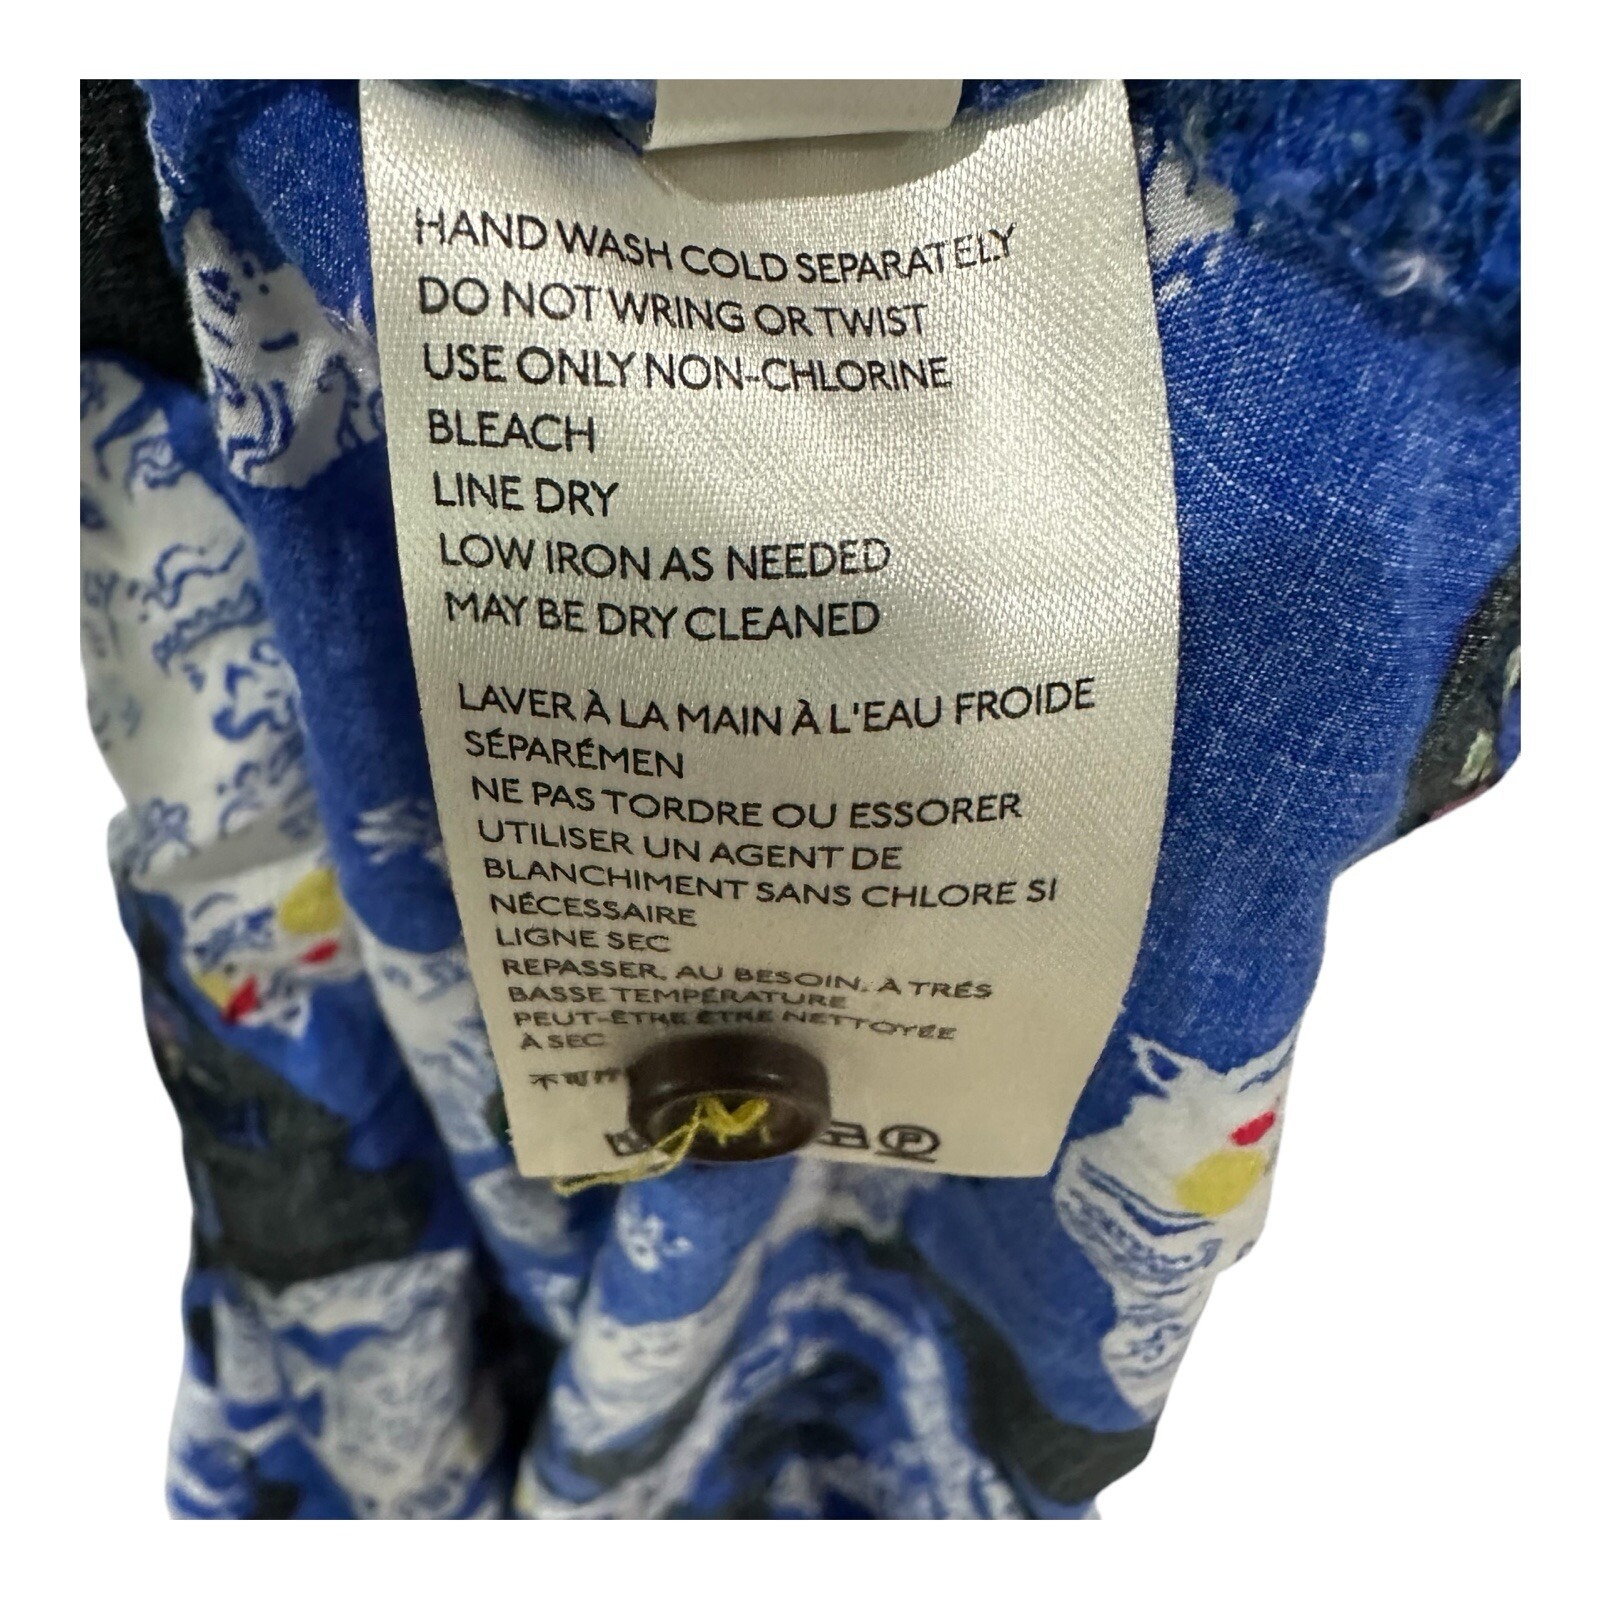 HAND WASH COLD SEPARATELY
DO NOT WRING OR TWIST
USE ONLY NON-CHLORINE
BLEACH
LINE DRY
LOW IRON AS NEEDED
MAY BE DRY CLEANED
LAVER À LA MAIN À L'EAU FROIDE
SÉPARÉMEN
NE PAS TORDRE OU ESSORER
UTILISER UN AGENT DE
BLANCHIMENT SANS CHLORE SI
NÉCESSAIRE
LIGNE SEC
REPASSER, AU BESOIN, À TRÉS
BASSE TEMPÉRATURE
PEUT-ÊTRE ÊTRE NETTOYÉE
À SEC
不可
P